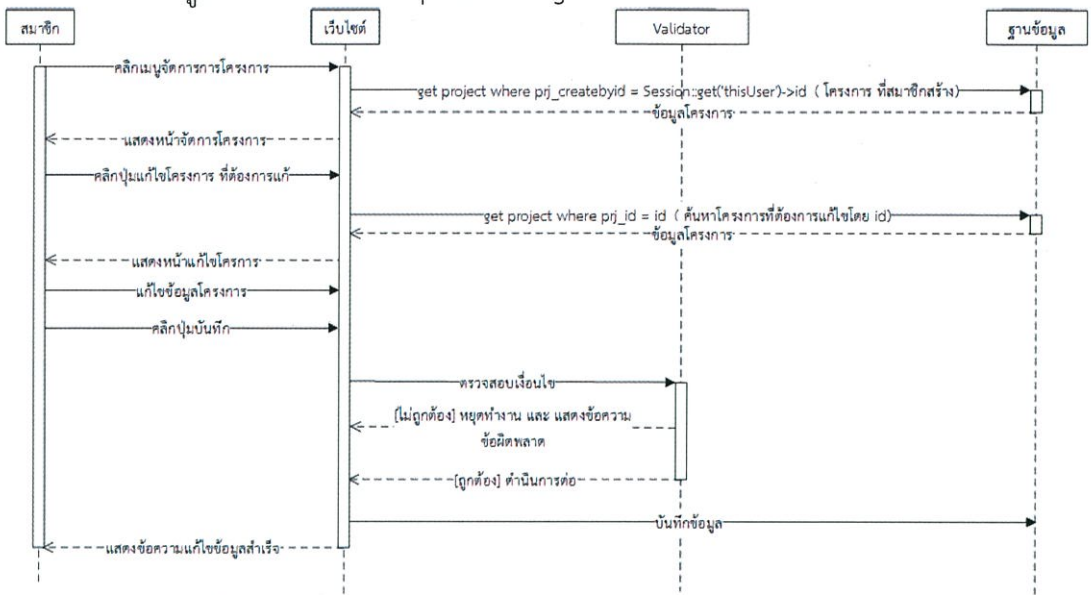 สมาชิก
เว็บไซต์
Validator
ฐานข้อมูล
คลิกเมนูจัดการการโครงการ
get project where prj_createbyid = Session::get('thisUser')->id ( โครงการ ที่สมาชิกสร้าง)
ข้อมูลโครงการ
แสดงหน้าจัดการโครงการ
คลิกปุ่มแก้ไขโครงการ ที่ต้องการแก้
get project where prj_id = id ( ค้นหาโครงการที่ต้องการแก้ไขโดย id)
ข้อมูลโครงการ
แสดงหน้าแก้ไขโครการ
แก้ไขข้อมูลโครงการ
คลิกปุ่มบันทึก
ตรวจสอบเงื่อนไข
[ไม่ถูกต้อง] หยุดทำงาน และ แสดงข้อความ
ข้อผิดพลาด
[ถูกต้อง] ดำเนินการต่อ
บันทึกข้อมูล
แสดงข้อความแก้ไขข้อมูลสำเร็จ